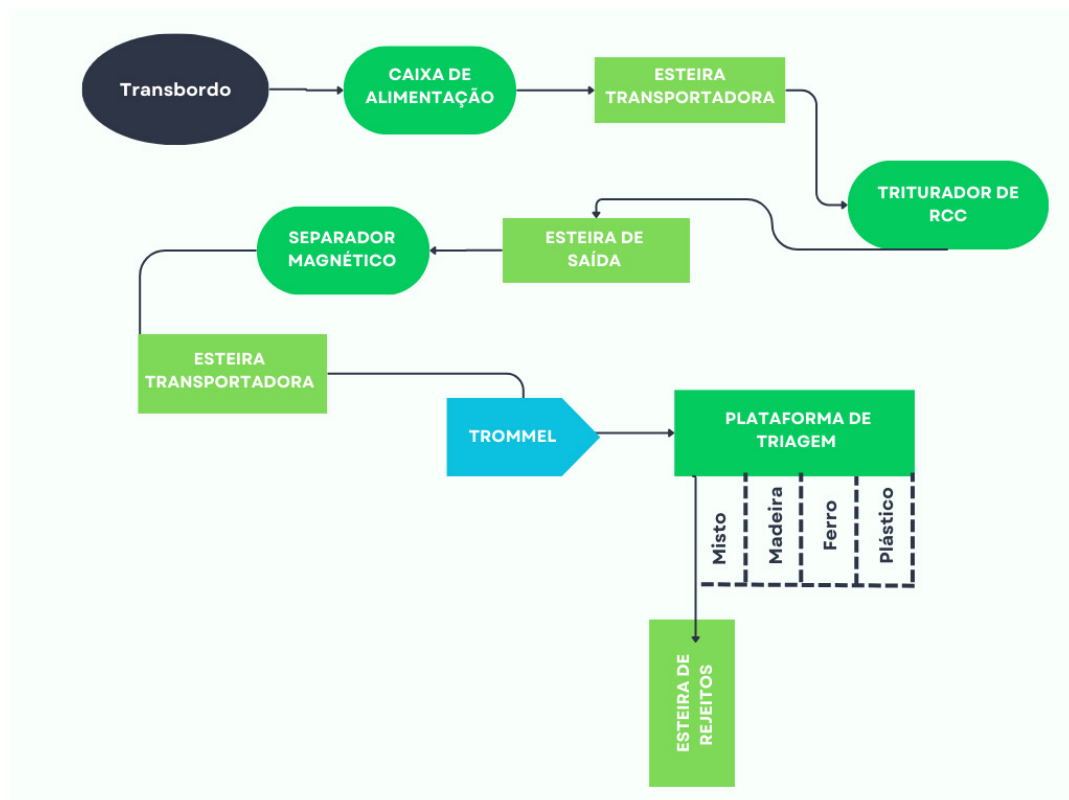 Transbordo
CAIXA DE
ALIMENTAÇÃO
ESTEIRA
TRANSPORTADORA
TRITURADOR DE
RCC
ESTEIRA DE
SAÍDA
SEPARADOR
MAGNÉTICO
ESTEIRA
TRANSPORTADORA
TROMMEL
PLATAFORMA DE
TRIAGEM
Misto
Madeira
Ferro
Plástico
ESTEIRA DE
REJEITOS